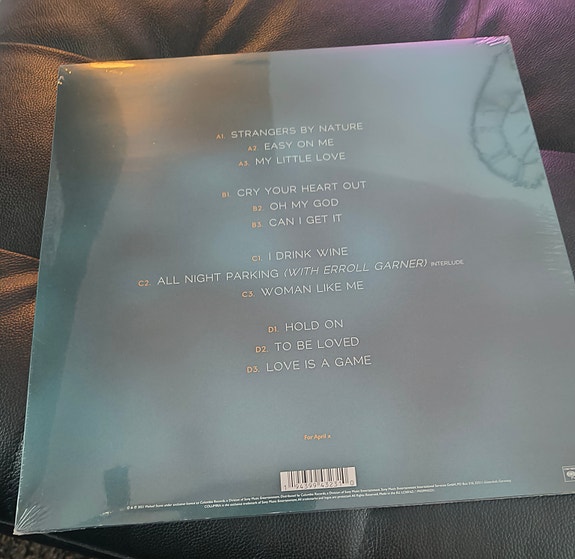 A1. STRANGERS BY NATURE
A2. EASY ON ME
A3. MY LITTLE LOVE
B1. CRY YOUR HEART OUT
B2. OH MY GOD
B3. CAN I GET IT
C1. I DRINK WINE
C2. ALL NIGHT PARKING (WITH ERROLL GARNER) INTERLUDE
C3. WOMAN LIKE ME
D1. HOLD ON
D2. TO BE LOVED
D3. LOVE IS A GAME
For April x